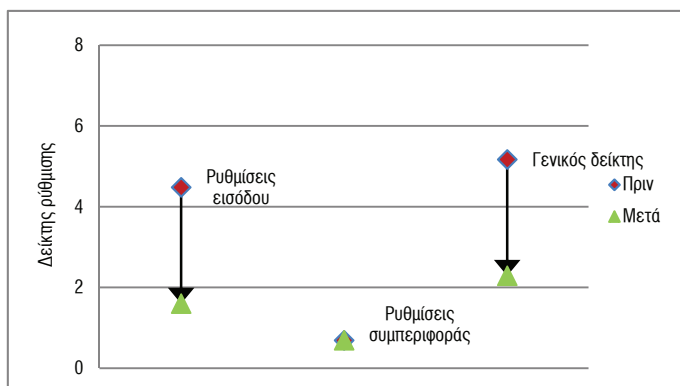 8
6
4
2
0
Δείκτης ρύθμισης
Ρυθμίσεις
εισόδου
Ρυθμίσεις
συμπεριφοράς
Γενικός δείκτης
Πριν
Μετά